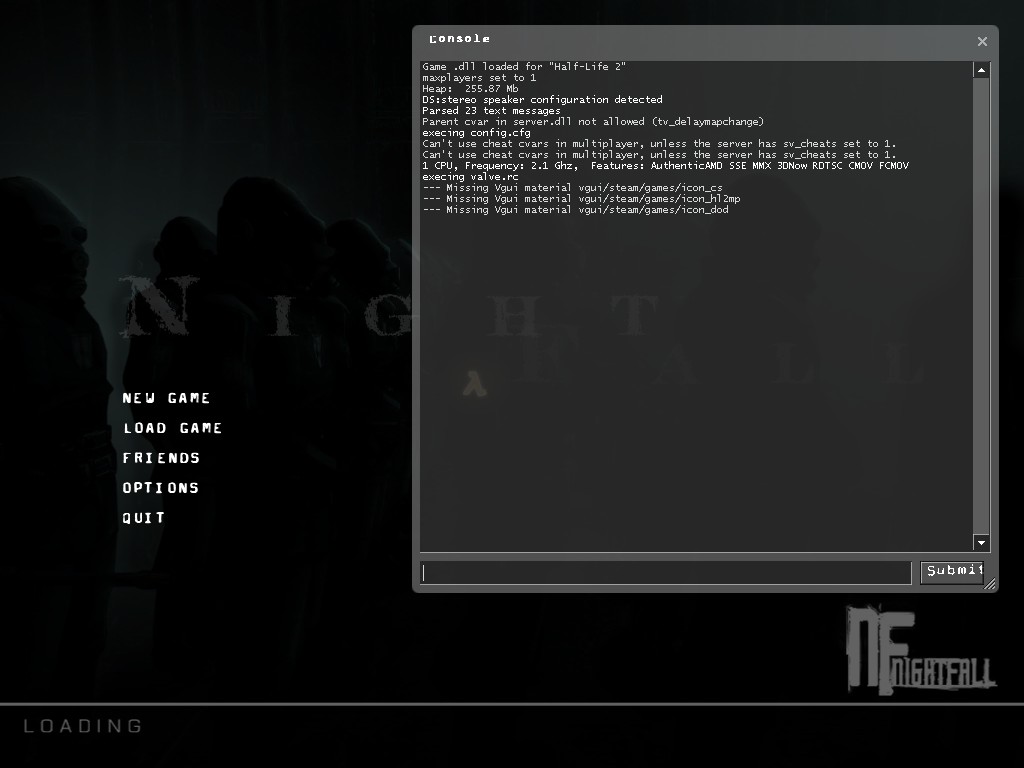 Console
Game .dll loaded for "Half-Life 2"
maxplayers set to 1
Heap: 255.87 Mb
DS:stereo speaker configuration detected
Parsed 23 text messages
Parent cvar in server.dll not allowed (tv_delaymapchange)
execing config.cfg
Can't use cheat cvars in multiplayer, unless the server has sv_cheats set to 1.
Can't use cheat cvars in multiplayer, unless the server has sv_cheats set to 1.
1 CPU, Frequency: 2.1 Ghz,  Features: AuthenticAMD SSE MMX 3DNow RDTSC CMOV FCMOV
execing valve.rc
--- Missing Vgui material vgui/steam/games/icon_cs
--- Missing Vgui material vgui/steam/games/icon_hl2mp
--- Missing Vgui material vgui/steam/games/icon_dod
NIGHT
FALL
λ
NEW GAME
LOAD GAME
FRIENDS
OPTIONS
QUIT
Submit
NF NIGHTFALL
LOADING